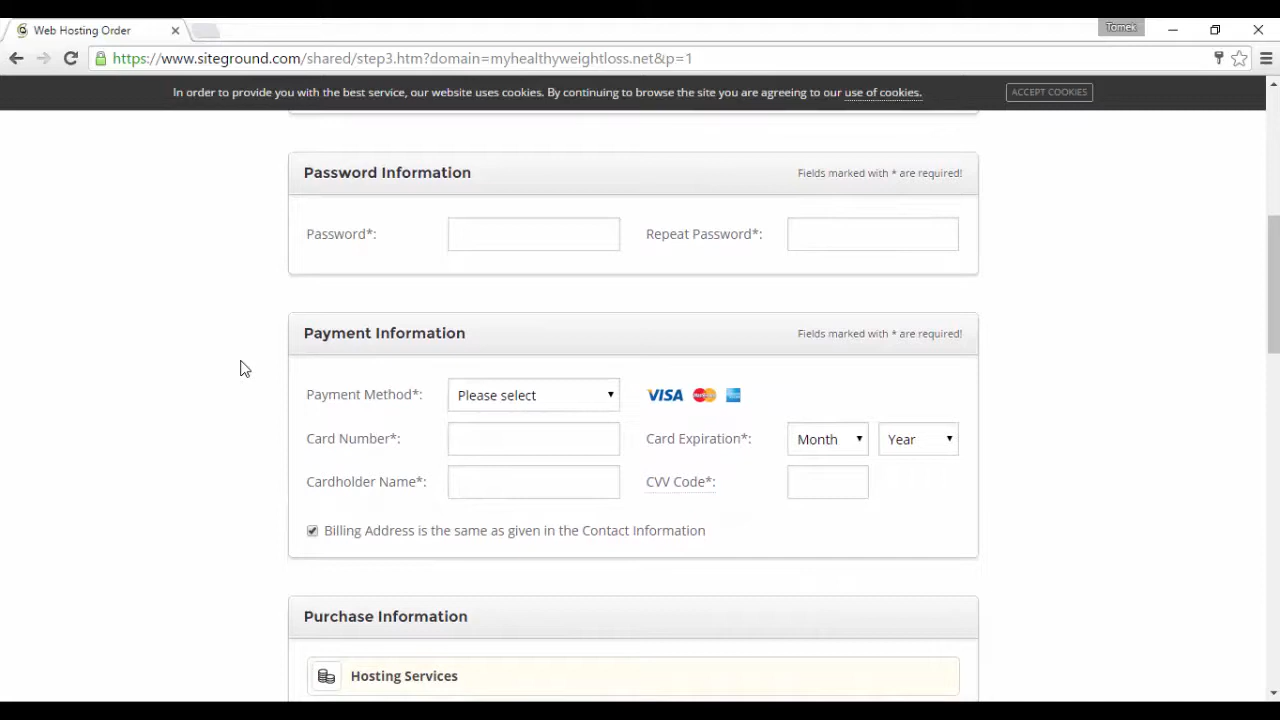 Web Hosting Order
Tomek
https://www.siteground.com/shared/step3.htm?domain=myhealthyweightloss.net&p=1
In order to provide you with the best service, our website uses cookies. By continuing to browse the site you are agreeing to our use of cookies.
ACCEPT COOKIES
Password Information
Fields marked with * are required!
Password*:
Repeat Password*:
Payment Information
Fields marked with * are required!
Payment Method*:
Please select
VISA
Card Number*:
Card Expiration*:
Month
Year
Cardholder Name*:
CVV Code*:
Billing Address is the same as given in the Contact Information
Purchase Information
Hosting Services